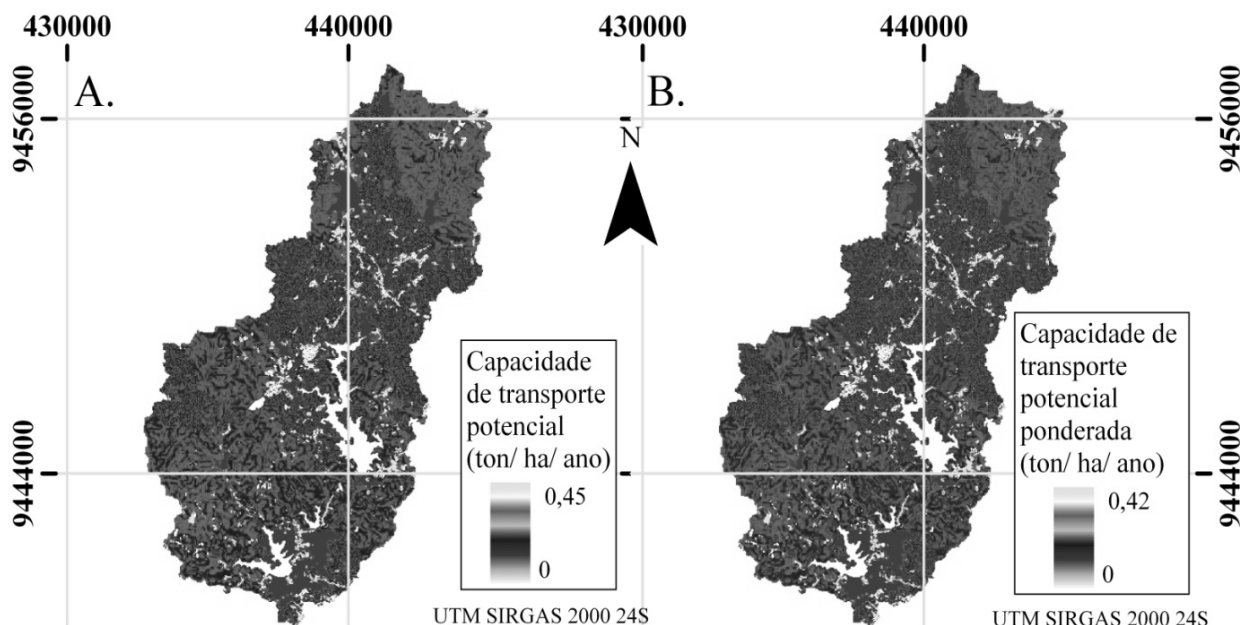 430000 440000 430000 440000
A. B.
9456000 9456000
N
9444000 9444000
Capacidade
de transporte
potencial
(ton/ ha/ ano)
0,45
0
UTM SIRGAS 2000 24S
Capacidade de
transporte
potencial
ponderada
(ton/ ha/ ano)
0,42
0
UTM SIRGAS 2000 24S